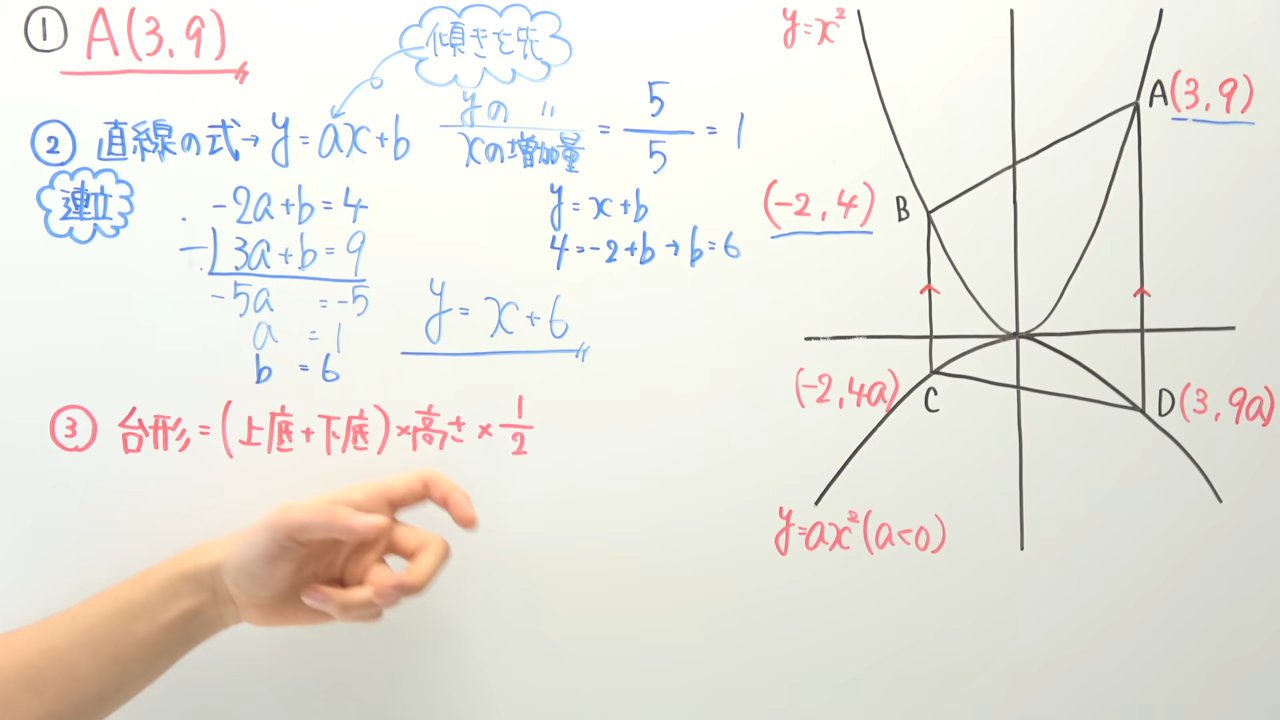 ① A(3,9)
傾きを先
② 直線の式→y=ax+b
yの 〃 / xの増加量 = 5/5 = 1
連立
-2a+b=4
-) 3a+b=9
-5a =-5
a =1
b =6
y=x+b
4=-2+b→b=6
y=x+6
③ 台形=(上底+下底)×高さ×1/2
y=x²
A(3,9)
(-2,4) B
(-2,4a) C
D(3,9a)
y=ax²(a<0)